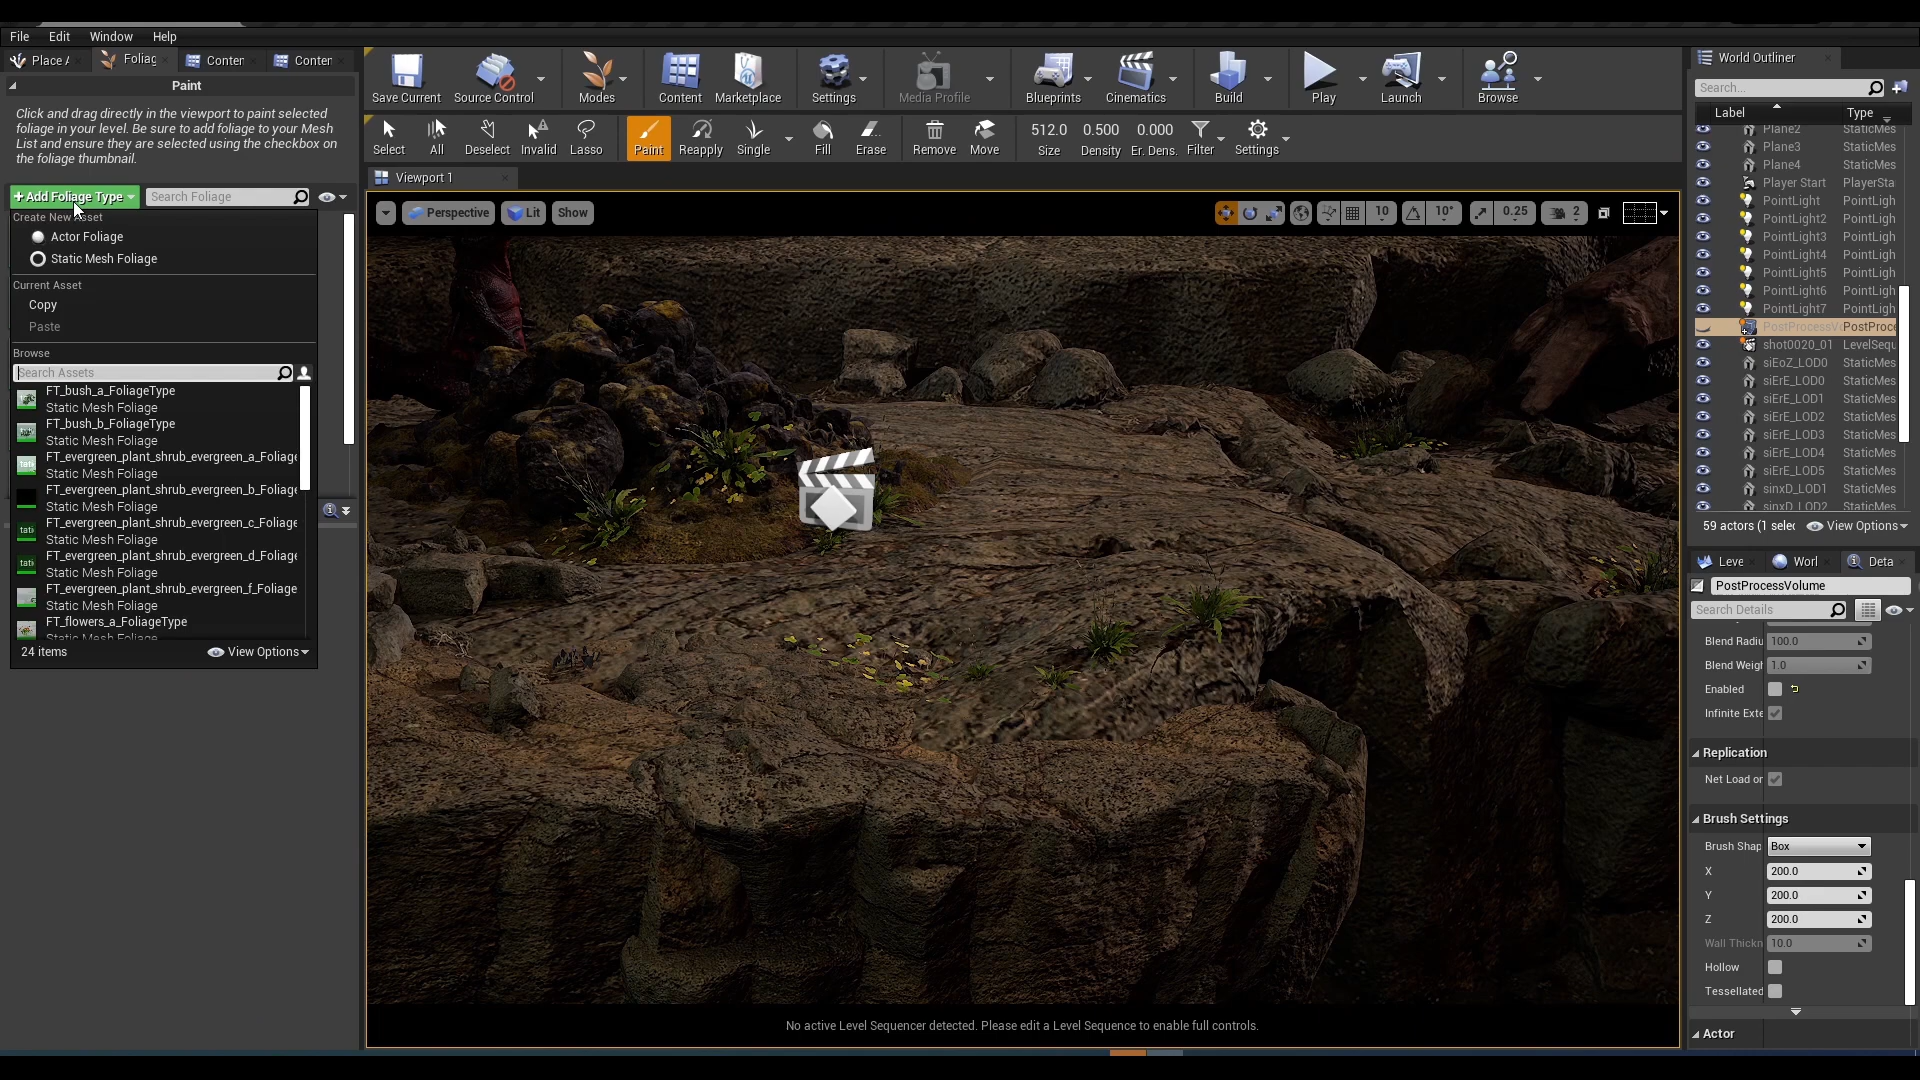 File Edit Window Help
Place A Foliag Conten Conten
Paint
Click and drag directly in the viewport to paint selected
foliage in your level. Be sure to add foliage to your Mesh
List and ensure they are selected using the checkbox on
the foliage thumbnail.
+Add Foliage Type Search Foliage
Create New Asset
Actor Foliage
Static Mesh Foliage
Current Asset
Copy
Paste
Browse
Search Assets
FT_bush_a_FoliageType
Static Mesh Foliage
FT_bush_b_FoliageType
Static Mesh Foliage
FT_evergreen_plant_shrub_evergreen_a_Foliage
Static Mesh Foliage
FT_evergreen_plant_shrub_evergreen_b_Foliage
Static Mesh Foliage
FT_evergreen_plant_shrub_evergreen_c_Foliage
Static Mesh Foliage
FT_evergreen_plant_shrub_evergreen_d_Foliage
Static Mesh Foliage
FT_evergreen_plant_shrub_evergreen_f_Foliage
Static Mesh Foliage
FT_flowers_a_FoliageType
Static Mesh Foliage
24 items View Options
Save Current Source Control Modes Content Marketplace Settings Media Profile Blueprints Cinematics Build Play Launch Browse
Select All Deselect Invalid Lasso Paint Reapply Single Fill Erase Remove Move
512.0 0.500 0.000
Size Density Er. Dens. Filter Settings
Viewport 1
Perspective Lit Show 10 10° 0.25 2
No active Level Sequencer detected. Please edit a Level Sequence to enable full controls.
World Outliner
Search...
Label Type
Plane2 StaticMes
Plane3 StaticMes
Plane4 StaticMes
Player Start PlayerSta
PointLight PointLigh
PointLight2 PointLigh
PointLight3 PointLigh
PointLight4 PointLigh
PointLight5 PointLigh
PointLight6 PointLigh
PointLight7 PointLigh
PostProcessV PostProce
shot0020_01 LevelSequ
siEoZ_LOD0 StaticMes
siErE_LOD0 StaticMes
siErE_LOD1 StaticMes
siErE_LOD2 StaticMes
siErE_LOD3 StaticMes
siErE_LOD4 StaticMes
siErE_LOD5 StaticMes
sinxD_LOD1 StaticMes
sinxD_LOD2 StaticMes
59 actors (1 selec View Options
Leve Worl Deta
PostProcessVolume
Search Details
Blend Radiu 100.0
Blend Weigh 1.0
Enabled
Infinite Exte
Replication
Net Load or
Brush Settings
Brush Shap Box
X 200.0
Y 200.0
Z 200.0
Wall Thickn 10.0
Hollow
Tessellated
Actor